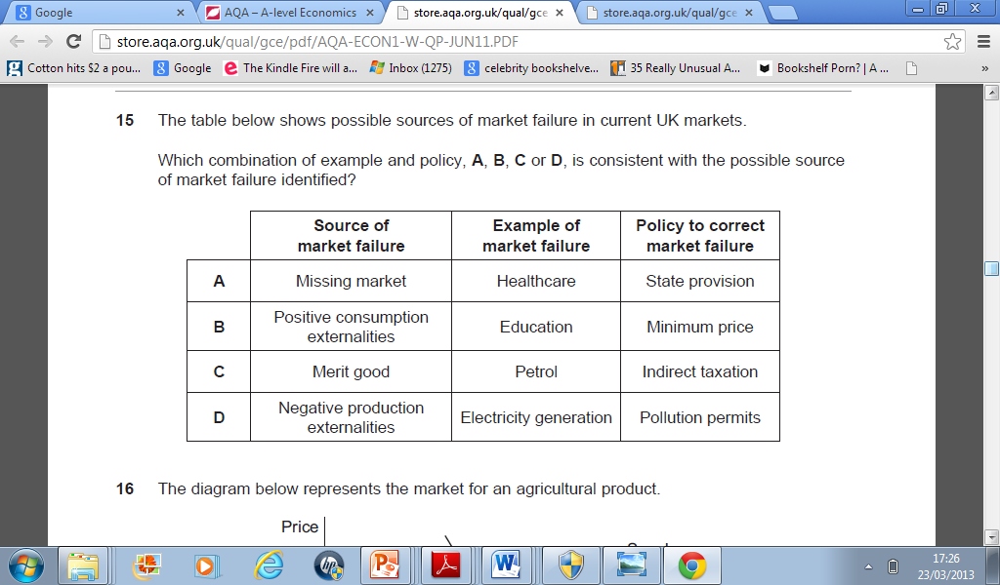 Google
AQA – A-level Economics
store.aqa.org.uk/qual/gce
store.aqa.org.uk/qual/gce
store.aqa.org.uk/qual/gce/pdf/AQA-ECON1-W-QP-JUN11.PDF
Cotton hits $2 a pou... Google The Kindle Fire will a... Inbox (1275) celebrity bookshelve... 35 Really Unusual A... Bookshelf Porn? | A ... »
15 The table below shows possible sources of market failure in current UK markets.
Which combination of example and policy, A, B, C or D, is consistent with the possible source
of market failure identified?
Source of
market failure
Example of
market failure
Policy to correct
market failure
A Missing market Healthcare State provision
B Positive consumption
externalities
Education Minimum price
C Merit good Petrol Indirect taxation
D Negative production
externalities
Electricity generation Pollution permits
16 The diagram below represents the market for an agricultural product.
Price
17:26
23/03/2013